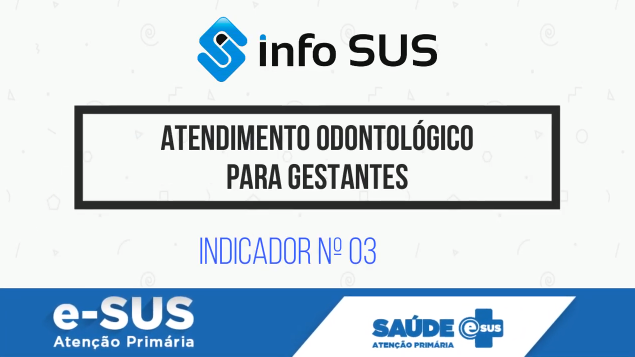 info SUS
ATENDIMENTO ODONTOLÓGICO
PARA GESTANTES
INDICADOR Nº 03
e-SUS
Atenção Primária
SAÚDE e sus
ATENÇÃO PRIMÁRIA